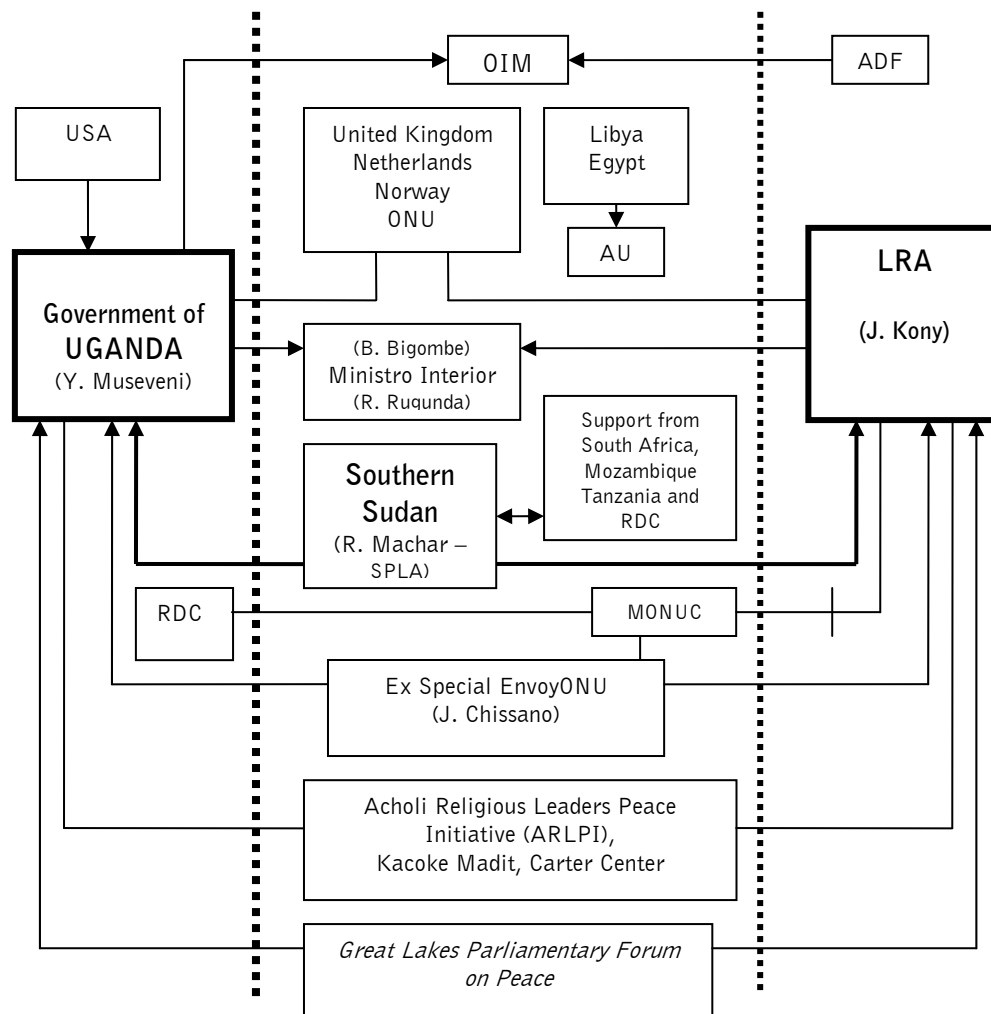 OIM
ADF
USA
United Kingdom
Netherlands
Norway
ONU
Libya
Egypt
AU
Government of
UGANDA
(Y. Museveni)
LRA
(J. Kony)
(B. Bigombe)
Ministro Interior
(R. Rugunda)
Southern
Sudan
(R. Machar –
SPLA)
Support from
South Africa,
Mozambique
Tanzania and
RDC
RDC
MONUC
Ex Special EnvoyONU
(J. Chissano)
Acholi Religious Leaders Peace
Initiative (ARLPI),
Kacoke Madit, Carter Center
Great Lakes Parliamentary Forum
on Peace